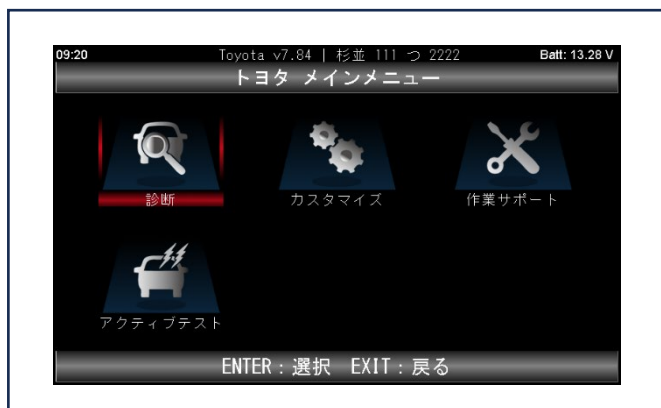 09:20 Toyota v7.84 | 杉並 111 つ 2222 Batt: 13.28 V
トヨタ メインメニュー
診断 カスタマイズ 作業サポート
アクティブテスト
ENTER：選択 EXIT：戻る